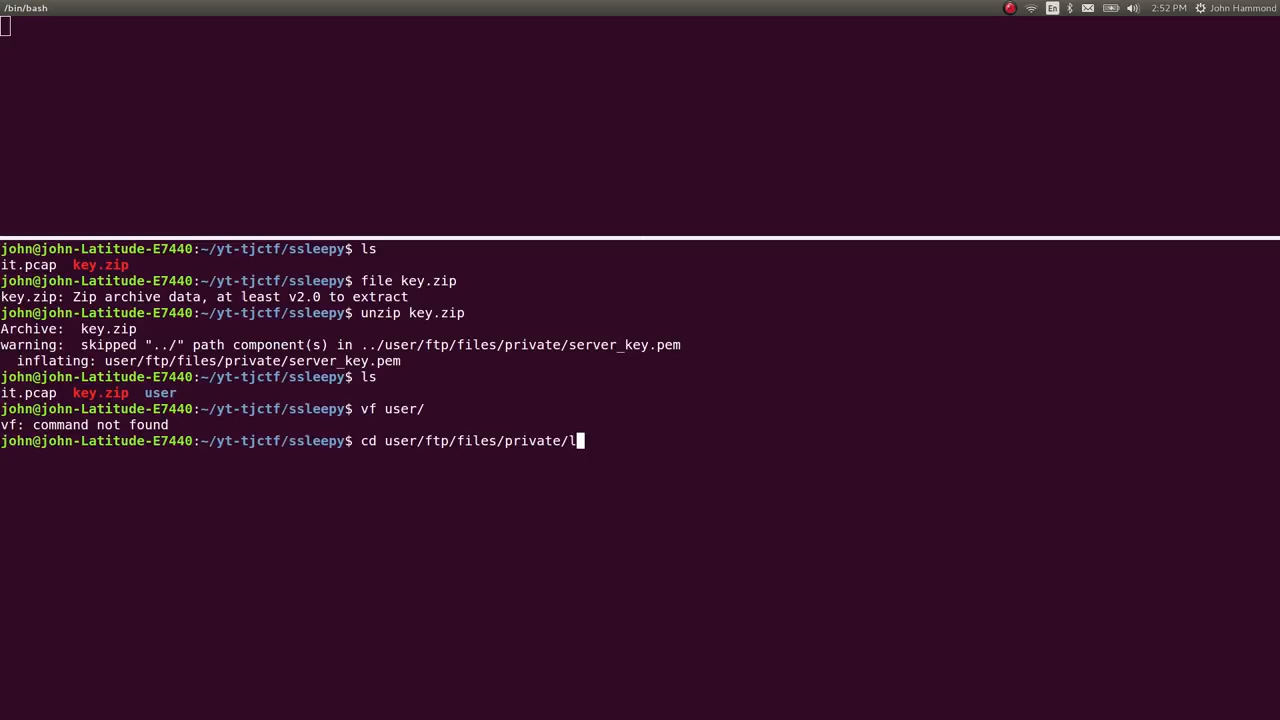 /bin/bash
En
2:52 PM
John Hammond
john@john-Latitude-E7440:~/yt-tjctf/ssleepy$ ls
it.pcap  key.zip
john@john-Latitude-E7440:~/yt-tjctf/ssleepy$ file key.zip
key.zip: Zip archive data, at least v2.0 to extract
john@john-Latitude-E7440:~/yt-tjctf/ssleepy$ unzip key.zip
Archive:  key.zip
warning:  skipped "../" path component(s) in ../user/ftp/files/private/server_key.pem
  inflating: user/ftp/files/private/server_key.pem
john@john-Latitude-E7440:~/yt-tjctf/ssleepy$ ls
it.pcap  key.zip  user
john@john-Latitude-E7440:~/yt-tjctf/ssleepy$ vf user/
vf: command not found
john@john-Latitude-E7440:~/yt-tjctf/ssleepy$ cd user/ftp/files/private/l